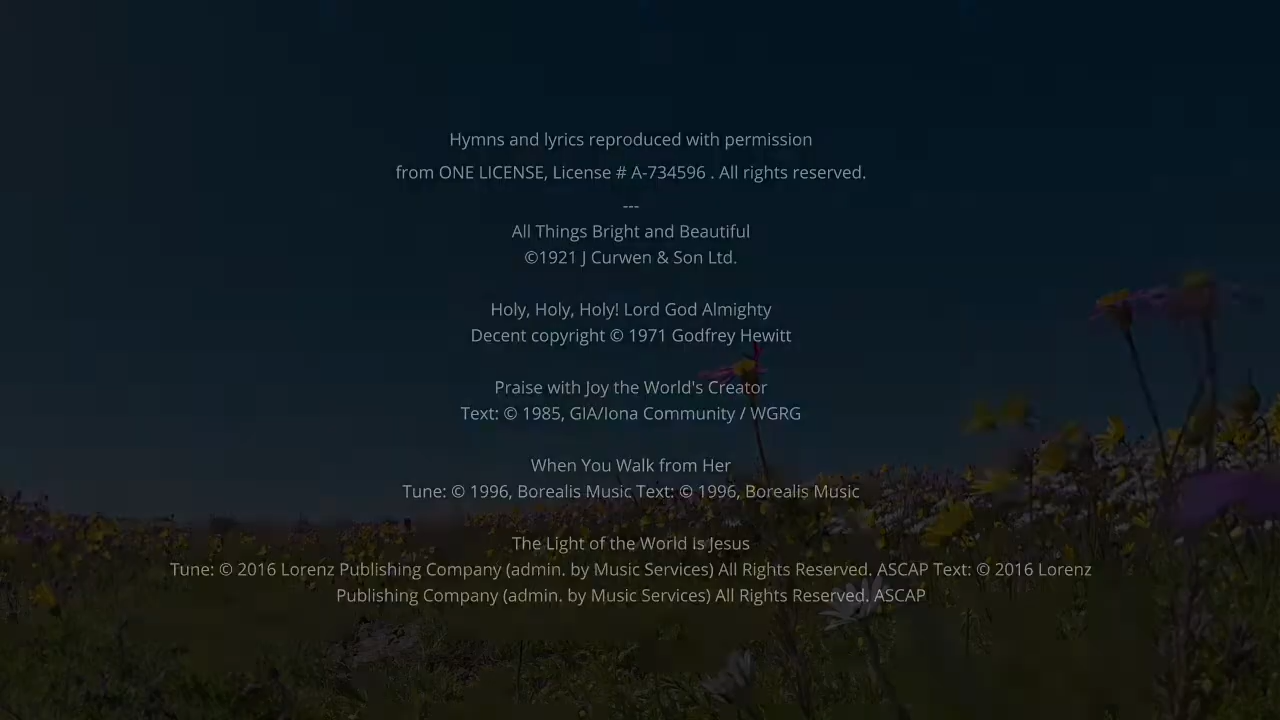 Hymns and lyrics reproduced with permission
from ONE LICENSE, License # A-734596 . All rights reserved.
---
All Things Bright and Beautiful
©1921 J Curwen & Son Ltd.
Holy, Holy, Holy! Lord God Almighty
Decent copyright © 1971 Godfrey Hewitt
Praise with Joy the World's Creator
Text: © 1985, GIA/Iona Community / WGRG
When You Walk from Her
Tune: © 1996, Borealis Music Text: © 1996, Borealis Music
The Light of the World is Jesus
Tune: © 2016 Lorenz Publishing Company (admin. by Music Services) All Rights Reserved. ASCAP Text: © 2016 Lorenz
Publishing Company (admin. by Music Services) All Rights Reserved. ASCAP